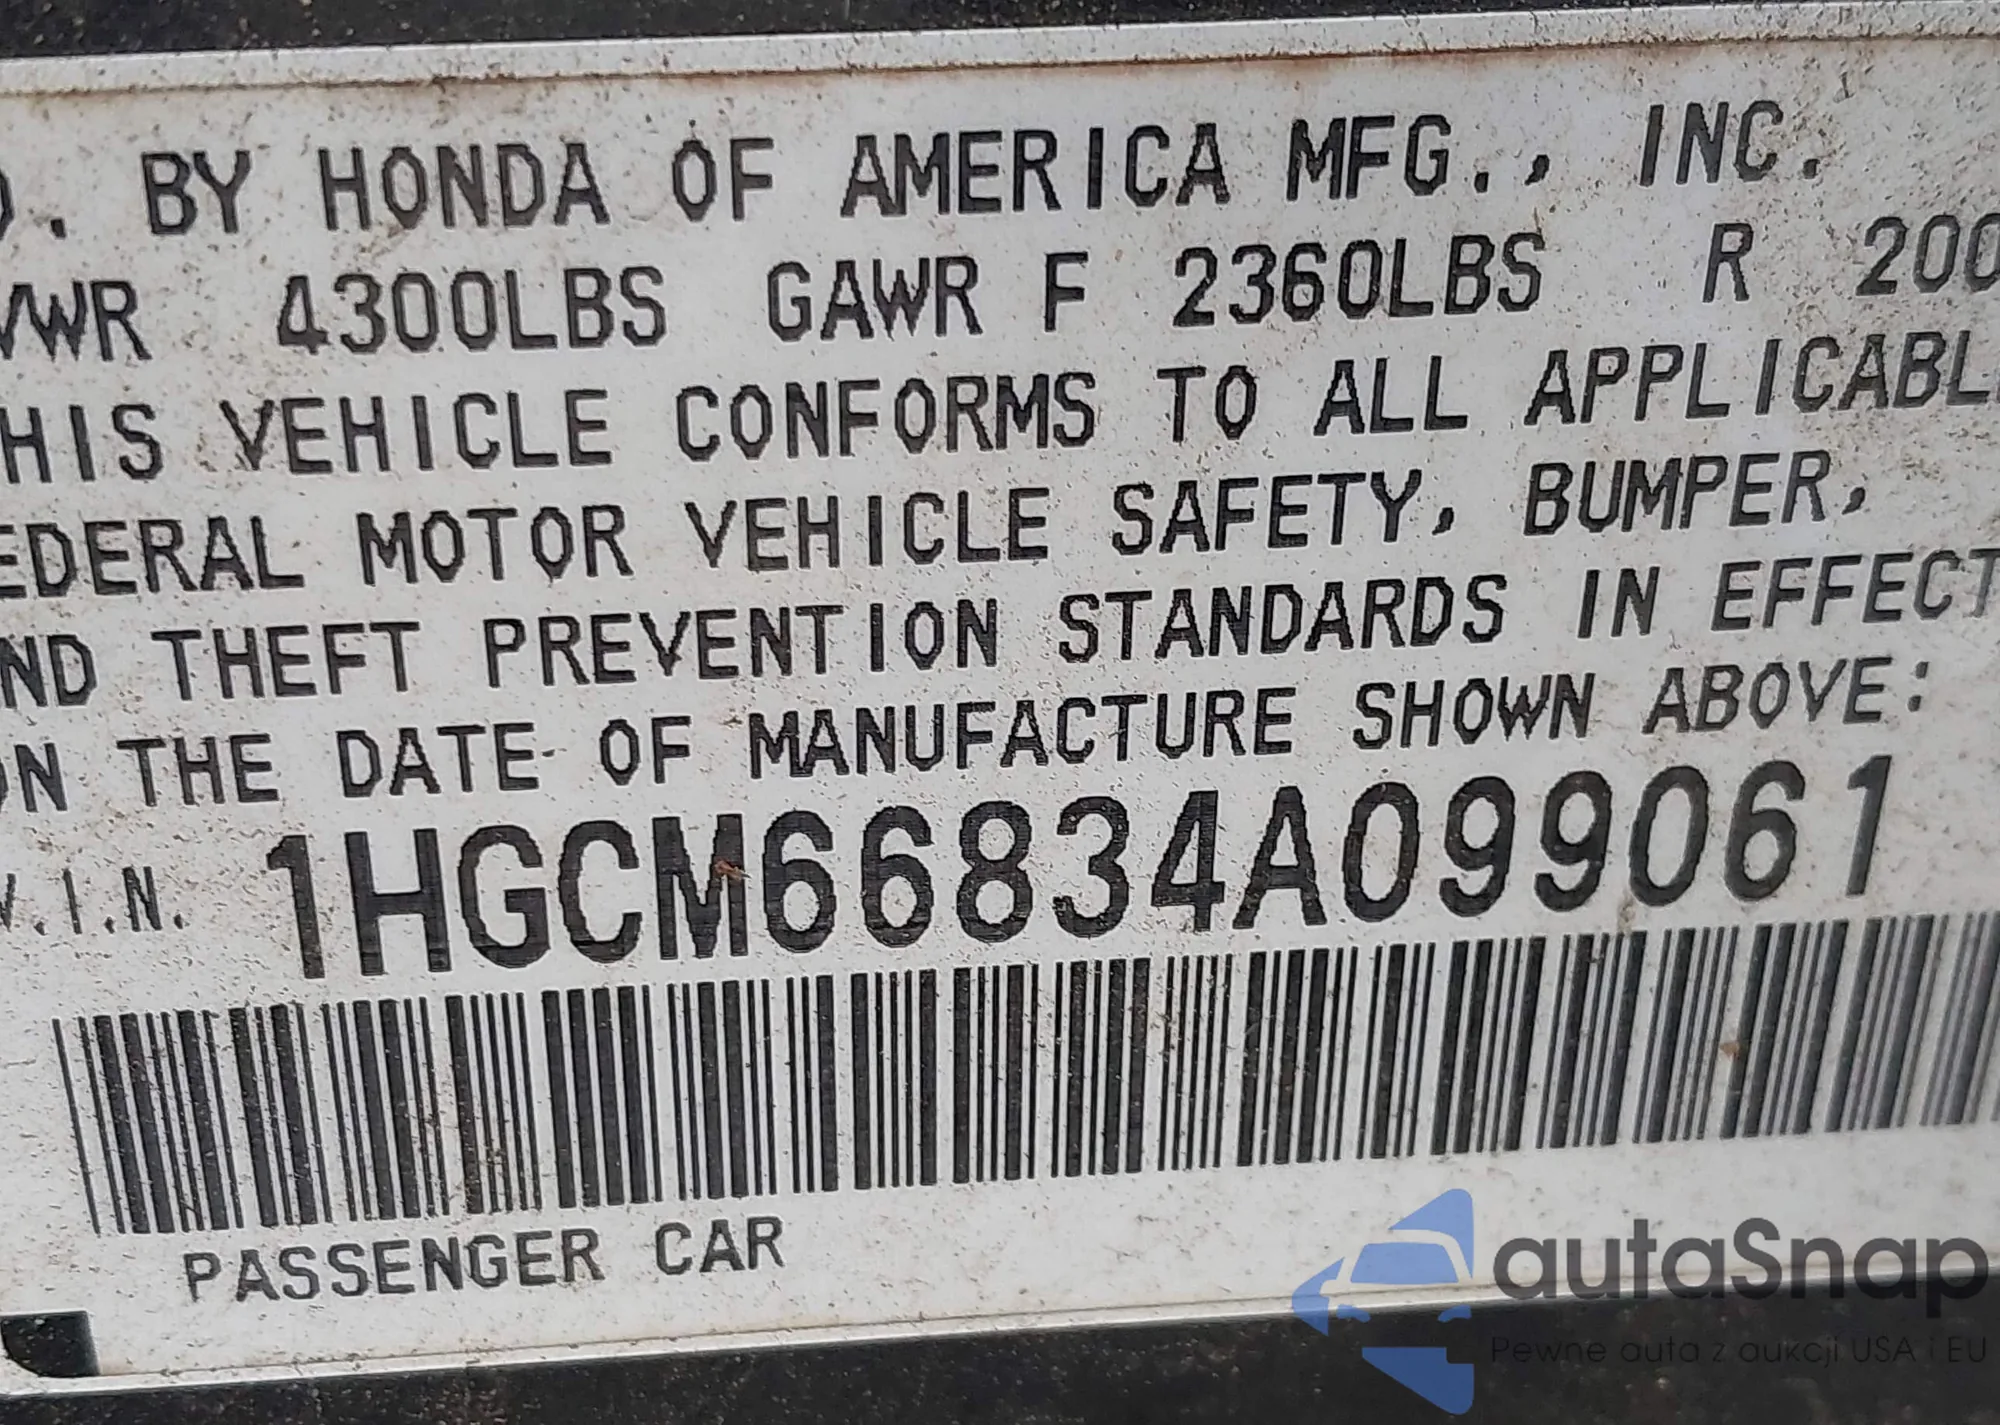 . BY HONDA OF AMERICA MFG., INC.
VWR 4300LBS GAWR F 2360LBS R 200
HIS VEHICLE CONFORMS TO ALL APPLICABL
EDERAL MOTOR VEHICLE SAFETY, BUMPER,
ND THEFT PREVENTION STANDARDS IN EFFECT
ON THE DATE OF MANUFACTURE SHOWN ABOVE:
V.I.N. 1HGCM66834A099061
PASSENGER CAR
autaSnap
Pewne auta z aukcji USA i EU